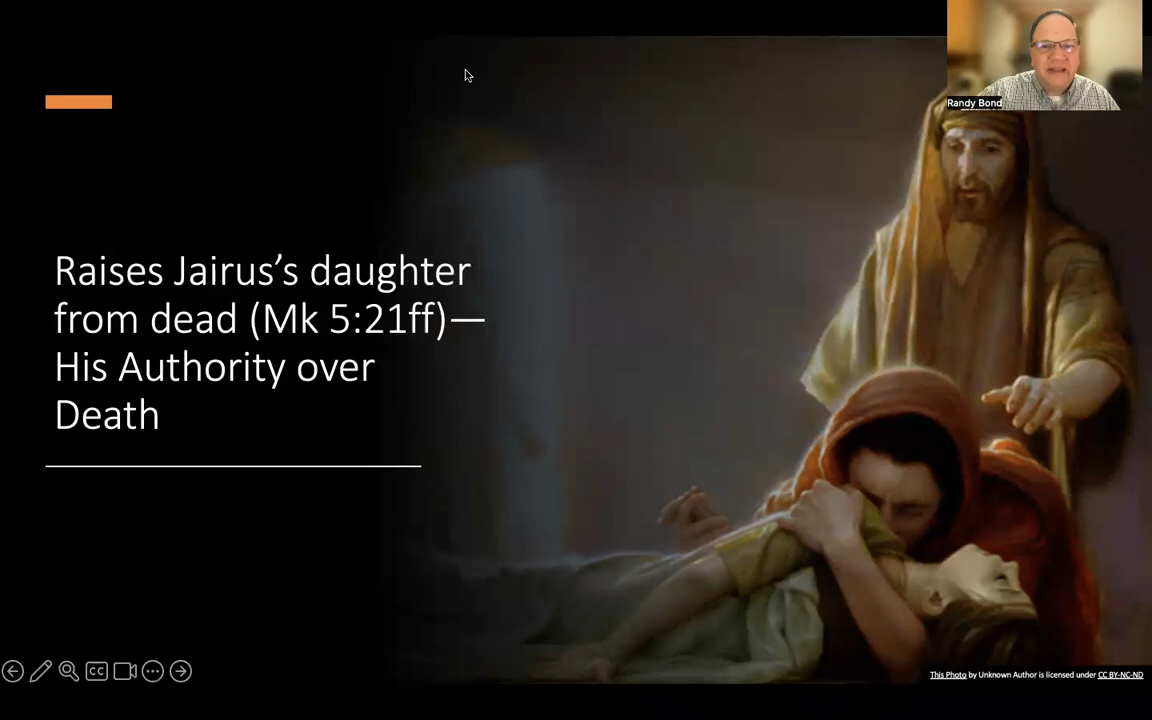 Randy Bond
Raises Jairus’s daughter
from dead (Mk 5:21ff)—
His Authority over
Death
CC
This Photo by Unknown Author is licensed under CC BY-NC-ND